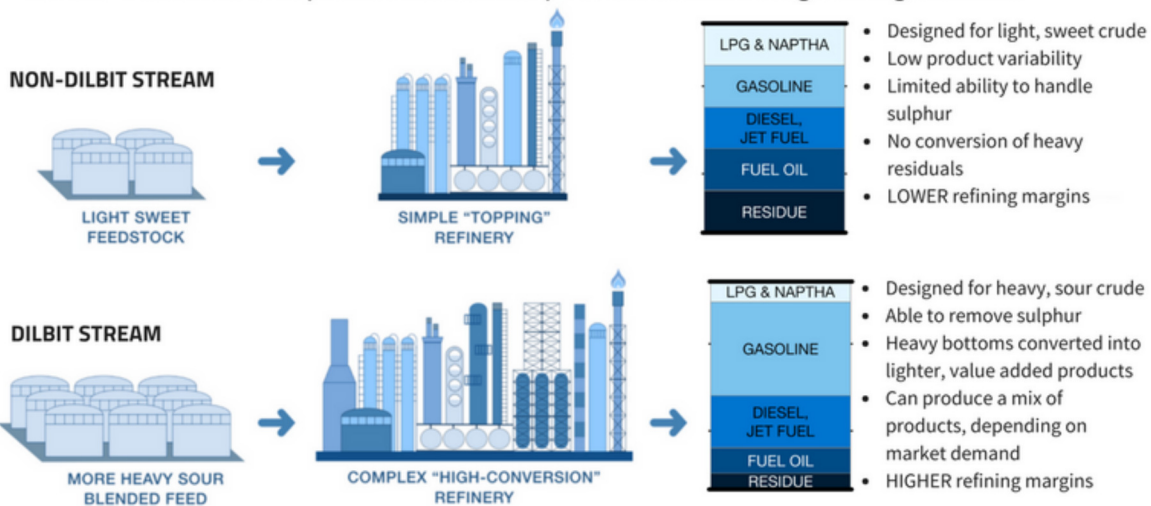 NON-DILBIT STREAM
LIGHT SWEET
FEEDSTOCK
SIMPLE “TOPPING”
REFINERY
LPG & NAPTHA
GASOLINE
DIESEL,
JET FUEL
FUEL OIL
RESIDUE
• Designed for light, sweet crude
• Low product variability
• Limited ability to handle
sulphur
• No conversion of heavy
residuals
• LOWER refining margins
DILBIT STREAM
MORE HEAVY SOUR
BLENDED FEED
COMPLEX “HIGH-CONVERSION”
REFINERY
LPG & NAPTHA
GASOLINE
DIESEL,
JET FUEL
FUEL OIL
RESIDUE
• Designed for heavy, sour crude
• Able to remove sulphur
• Heavy bottoms converted into
lighter, value added products
• Can produce a mix of
products, depending on
market demand
• HIGHER refining margins